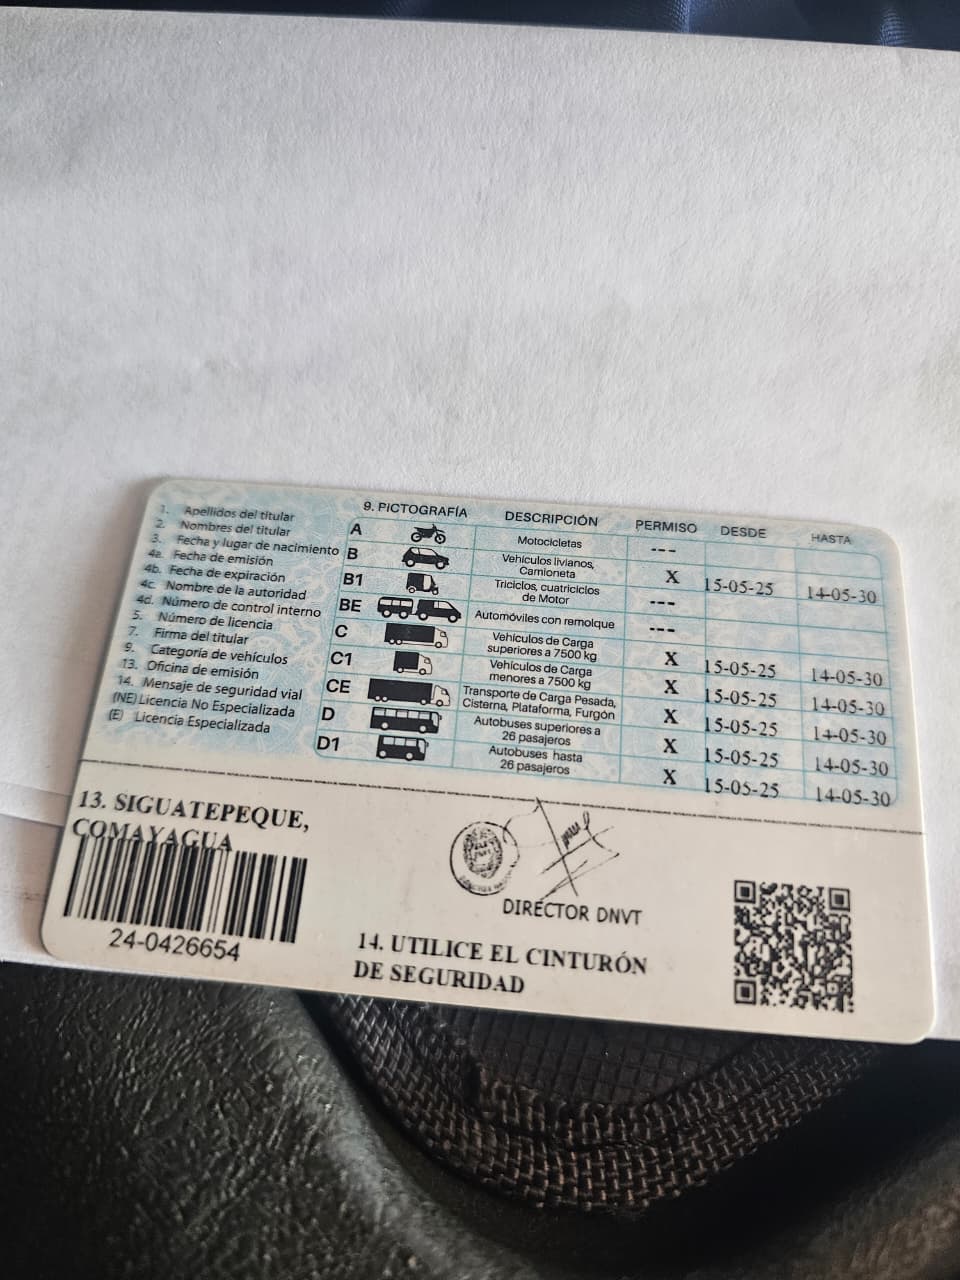 1. Apellidos del titular
2. Nombres del titular
3. Fecha y lugar de nacimiento
4a. Fecha de emisión
4b. Fecha de expiración
4c. Nombre de la autoridad
4d. Número de control interno
5. Número de licencia
7. Firma del titular
9. Categoría de vehículos
13. Oficina de emisión
14. Mensaje de seguridad vial
(NE) Licencia No Especializada
(E) Licencia Especializada
9. PICTOGRAFÍA DESCRIPCIÓN PERMISO DESDE HASTA
A Motocicletas ---
B Vehículos livianos, Camioneta X 15-05-25 14-05-30
B1 Triciclos, cuatriciclos de Motor ---
BE Automóviles con remolque ---
C Vehículos de Carga superiores a 7500 kg X 15-05-25 14-05-30
C1 Vehículos de Carga menores a 7500 kg X 15-05-25 14-05-30
CE Transporte de Carga Pesada, Cisterna, Plataforma, Furgón X 15-05-25 14-05-30
D Autobuses superiores a 26 pasajeros X 15-05-25 14-05-30
D1 Autobuses hasta 26 pasajeros X 15-05-25 14-05-30
13. SIGUATEPEQUE,
COMAYAGUA
24-0426654
DIRECTOR DNVT
14. UTILICE EL CINTURÓN
DE SEGURIDAD